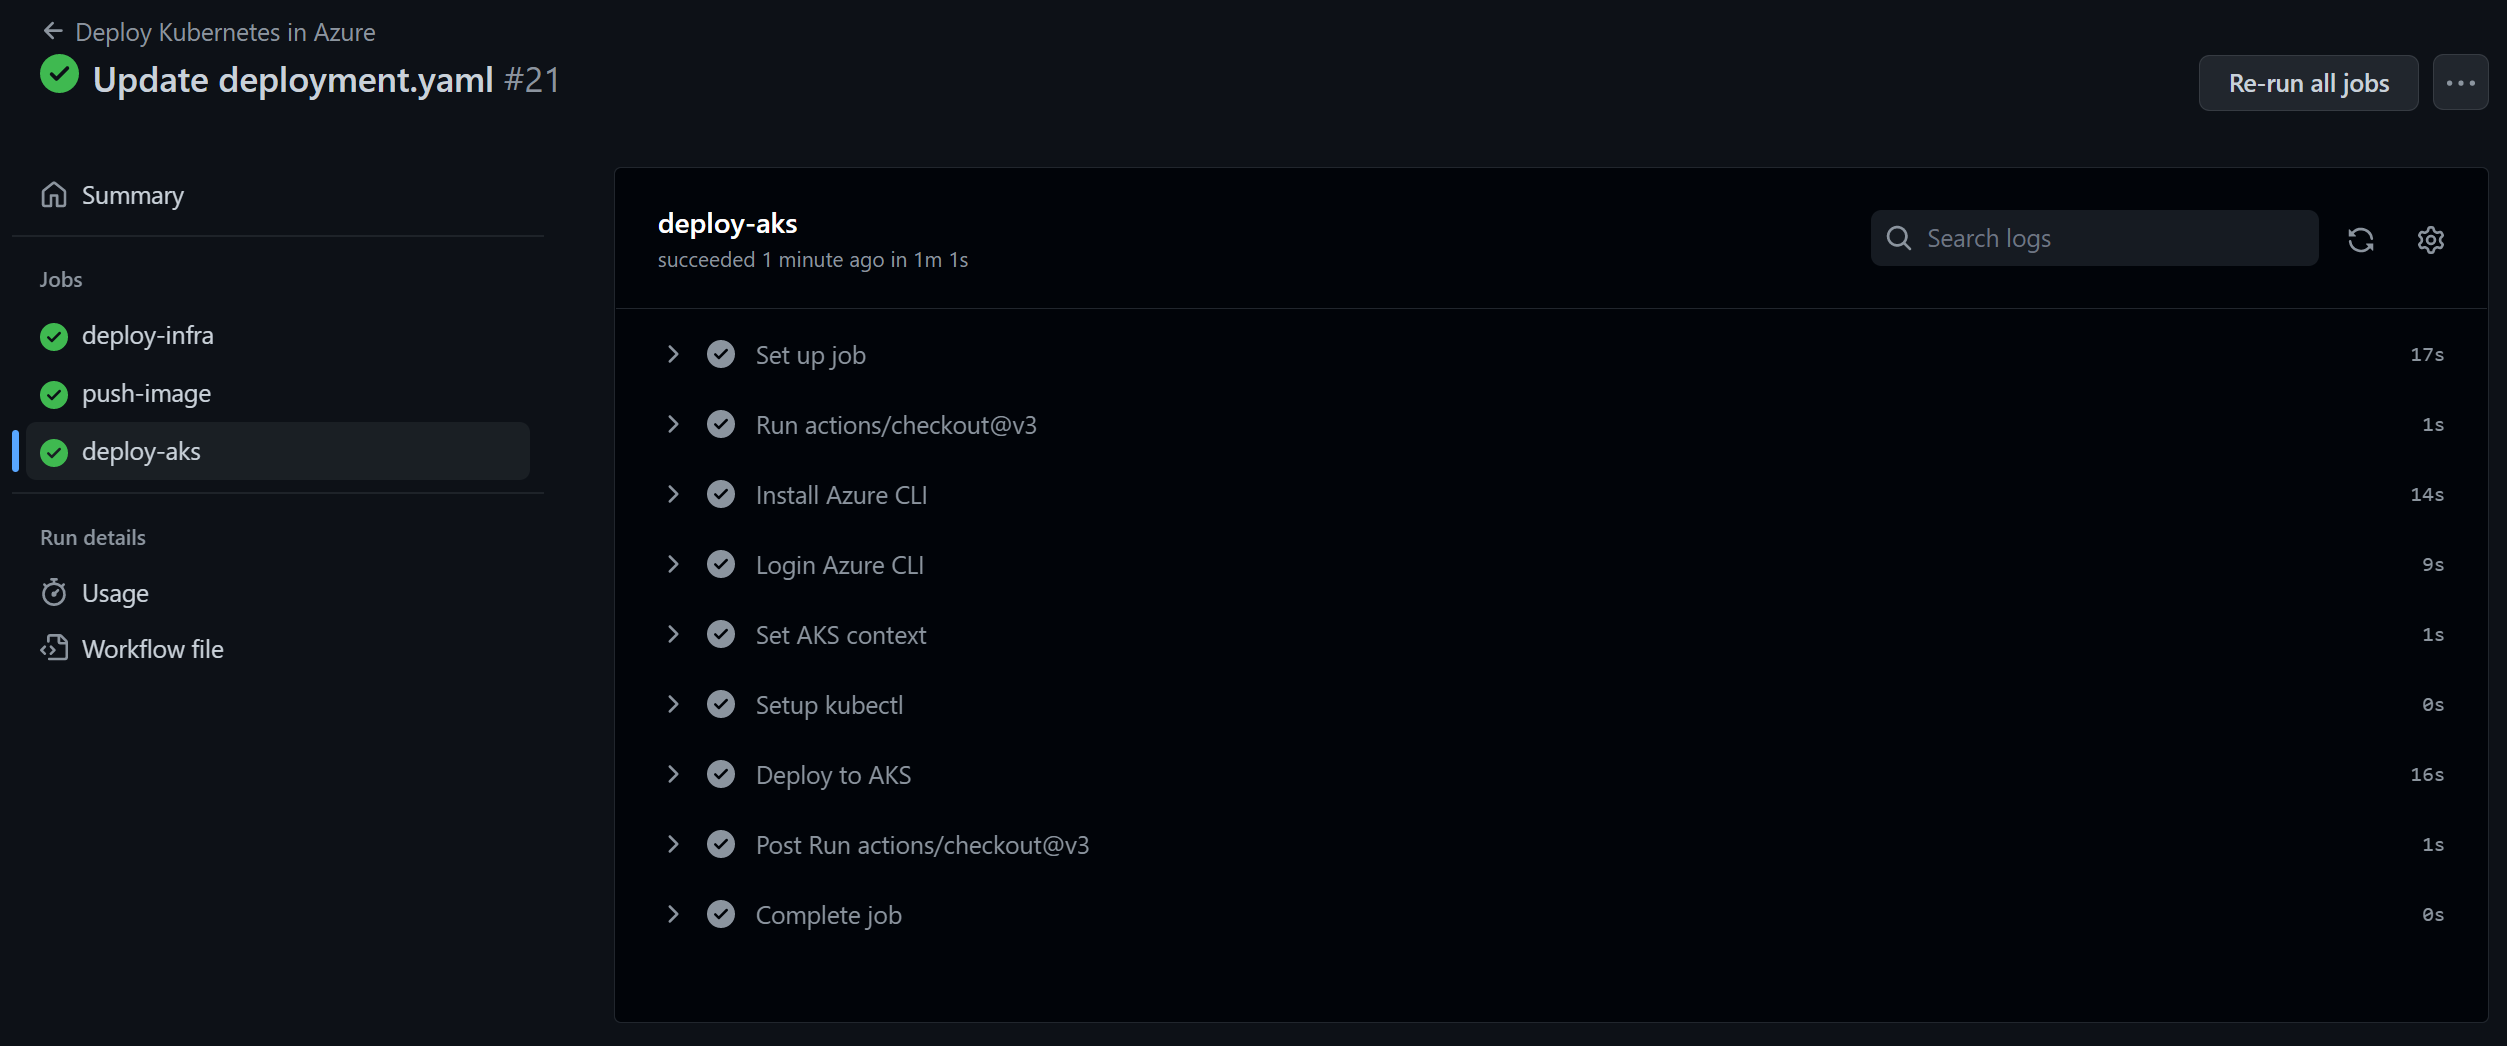 Deploy Kubernetes in Azure
Update deployment.yaml #21
Re-run all jobs
Summary
Jobs
deploy-infra
push-image
deploy-aks
Run details
Usage
Workflow file
deploy-aks
succeeded 1 minute ago in 1m 1s
Search logs
Set up job 17s
Run actions/checkout@v3 1s
Install Azure CLI 14s
Login Azure CLI 9s
Set AKS context 1s
Setup kubectl 0s
Deploy to AKS 16s
Post Run actions/checkout@v3 1s
Complete job 0s